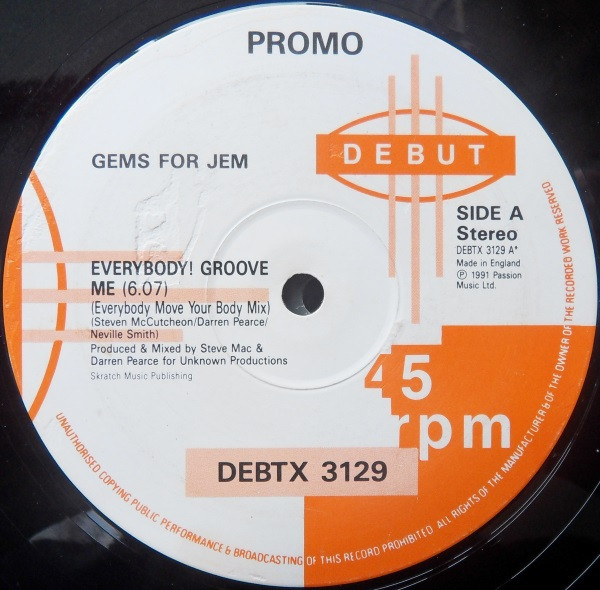 PROMO
DEBUT
GEMS FOR JEM
SIDE A
Stereo
DEBTX 3129 A*
Made in England
℗ 1991 Passion
Music Ltd.
EVERYBODY! GROOVE
ME (6.07)
(Everybody Move Your Body Mix)
(Steven McCutcheon/Darren Pearce/
Neville Smith)
Produced & Mixed by Steve Mac &
Darren Pearce for Unknown Productions
Skratch Music Publishing
45
rpm
DEBTX 3129
UNAUTHORISED COPYING PUBLIC PERFORMANCE & BROADCASTING OF THIS RECORD PROHIBITED. ALL RIGHTS OF THE MANUFACTURER & OF THE OWNER OF THE RECORDED WORK RESERVED